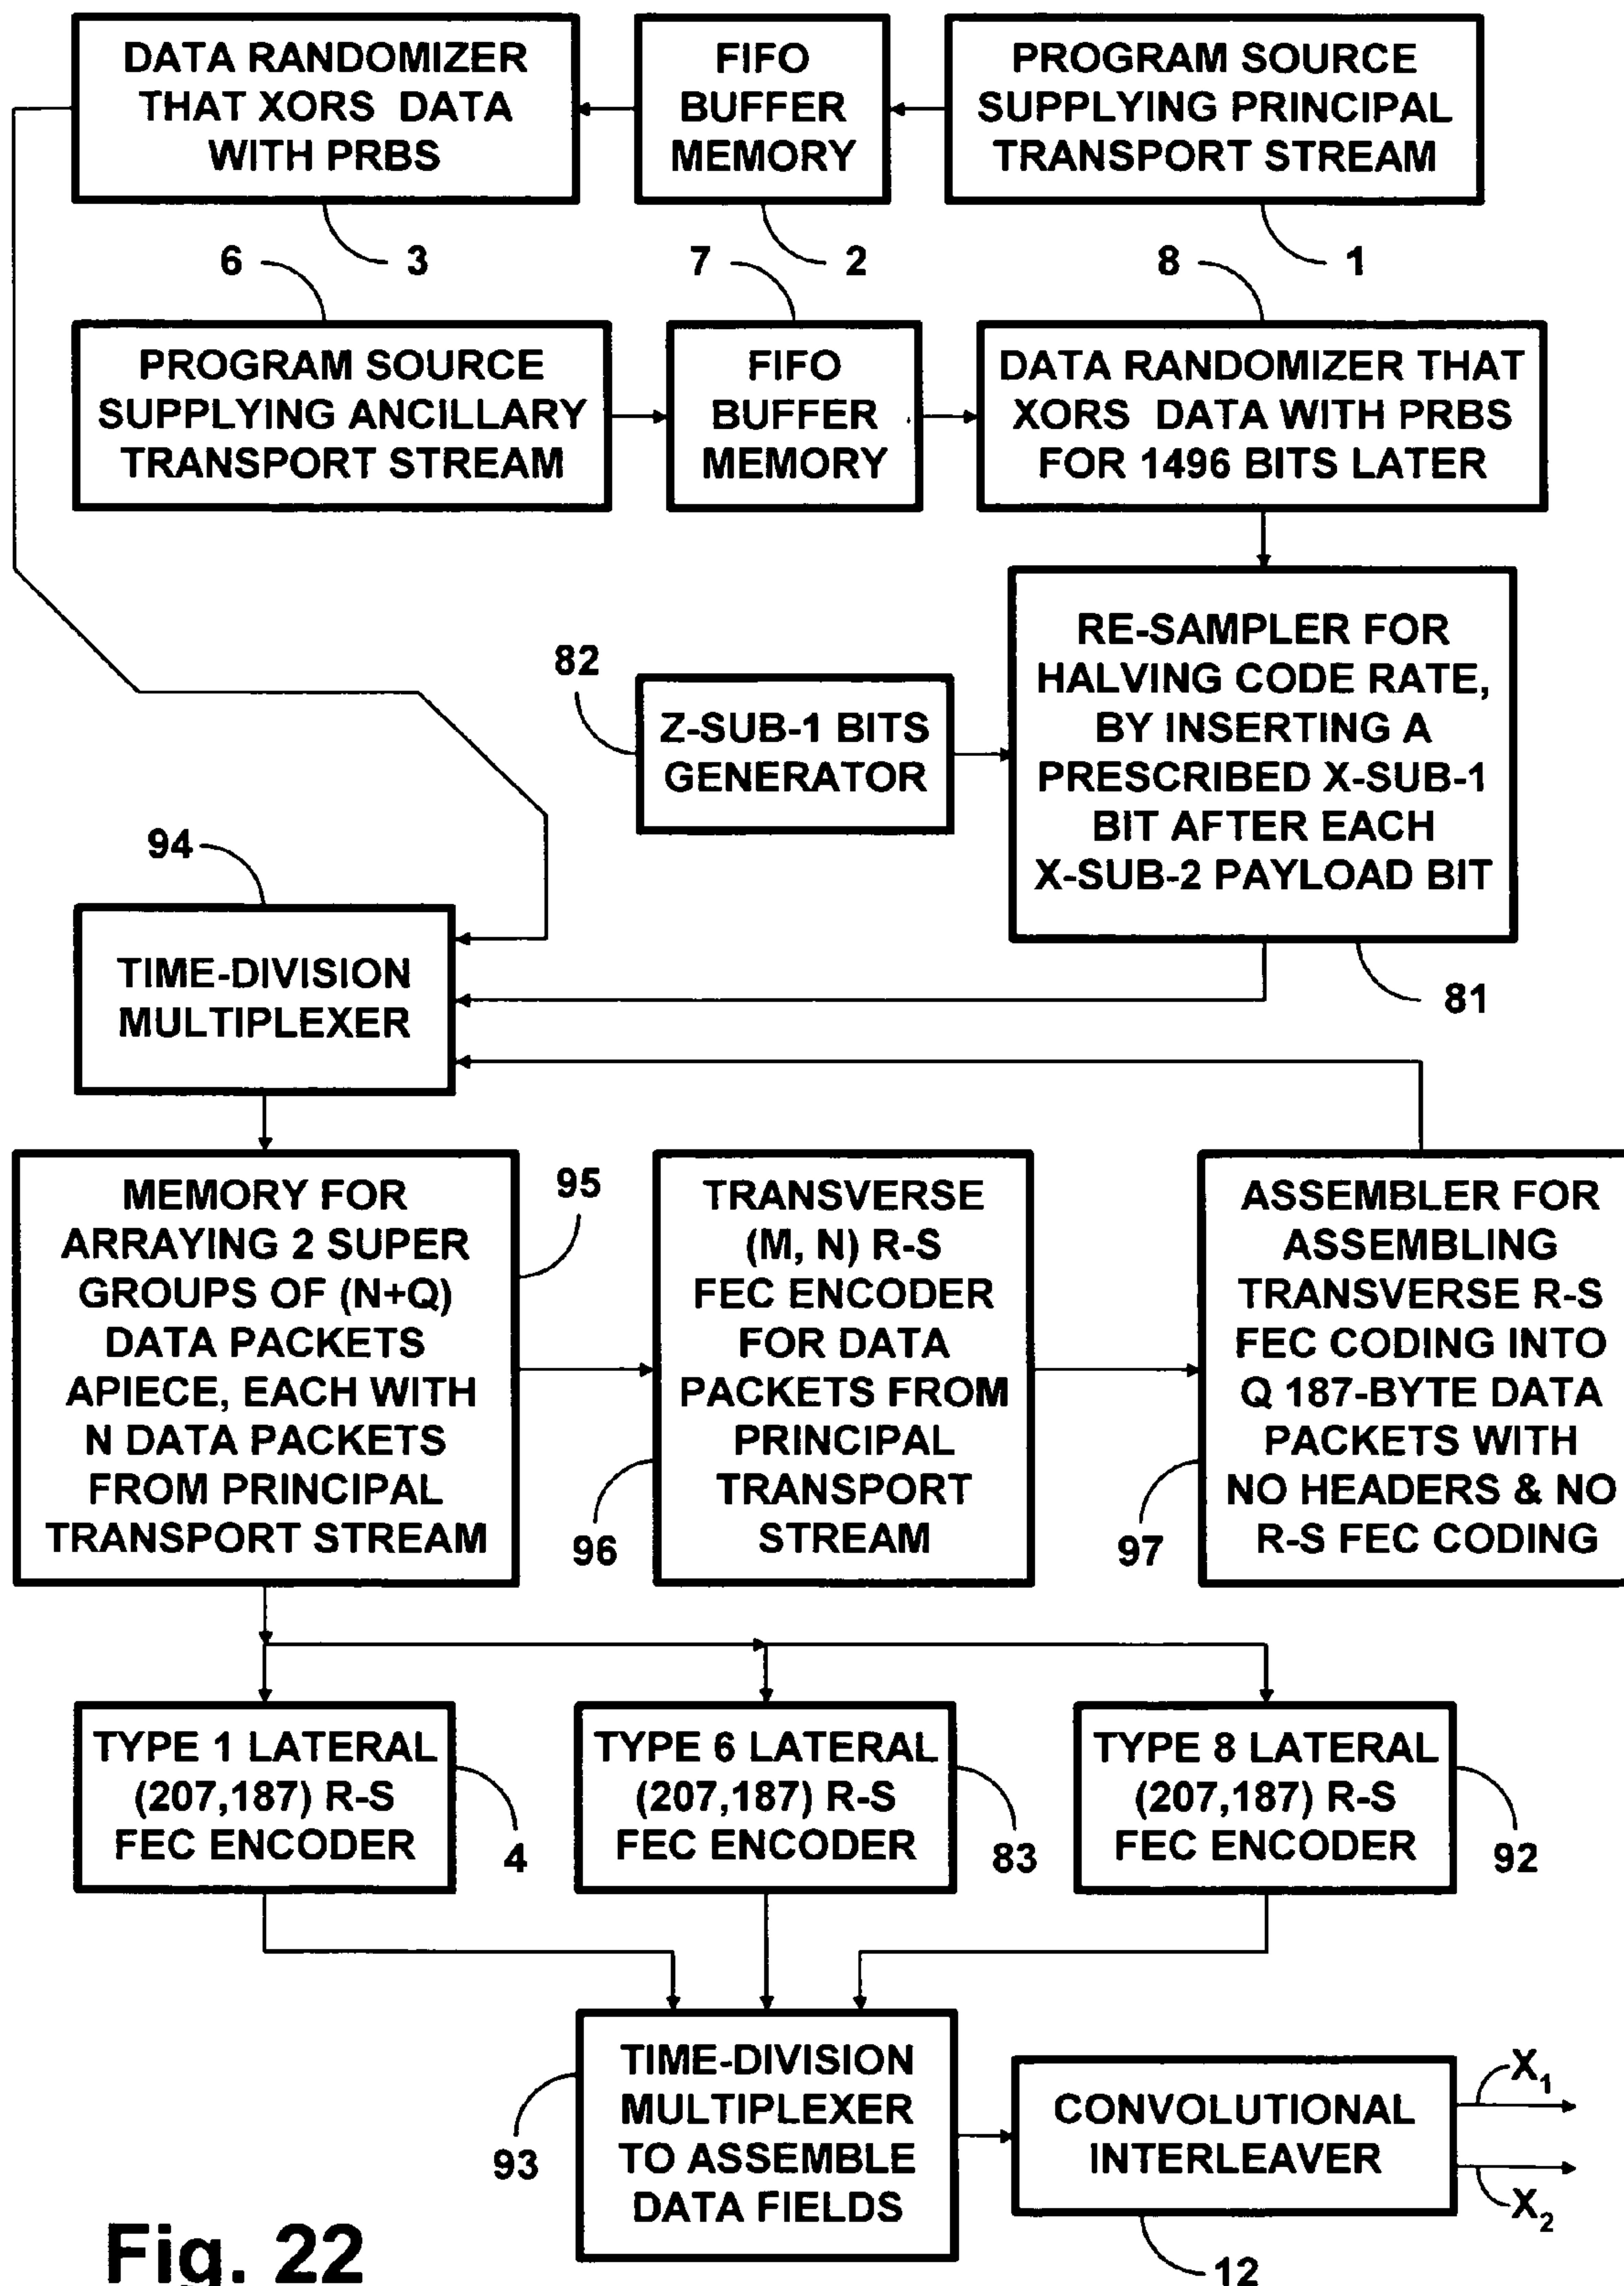 DATA RANDOMIZER
THAT XORS DATA
WITH PRBS
FIFO
BUFFER
MEMORY
PROGRAM SOURCE
SUPPLYING PRINCIPAL
TRANSPORT STREAM
3
2
1
6
7
8
PROGRAM SOURCE
SUPPLYING ANCILLARY
TRANSPORT STREAM
FIFO
BUFFER
MEMORY
DATA RANDOMIZER THAT
XORS DATA WITH PRBS
FOR 1496 BITS LATER
82
Z-SUB-1 BITS
GENERATOR
RE-SAMPLER FOR
HALVING CODE RATE,
BY INSERTING A
PRESCRIBED X-SUB-1
BIT AFTER EACH
X-SUB-2 PAYLOAD BIT
81
94
TIME-DIVISION
MULTIPLEXER
MEMORY FOR
ARRAYING 2 SUPER
GROUPS OF (N+Q)
DATA PACKETS
APIECE, EACH WITH
N DATA PACKETS
FROM PRINCIPAL
TRANSPORT STREAM
95
TRANSVERSE
(M, N) R-S
FEC ENCODER
FOR DATA
PACKETS FROM
PRINCIPAL
TRANSPORT
STREAM
96
ASSEMBLER FOR
ASSEMBLING
TRANSVERSE R-S
FEC CODING INTO
Q 187-BYTE DATA
PACKETS WITH
NO HEADERS & NO
R-S FEC CODING
97
TYPE 1 LATERAL
(207,187) R-S
FEC ENCODER
4
TYPE 6 LATERAL
(207,187) R-S
FEC ENCODER
83
TYPE 8 LATERAL
(207,187) R-S
FEC ENCODER
92
TIME-DIVISION
MULTIPLEXER
TO ASSEMBLE
DATA FIELDS
93
CONVOLUTIONAL
INTERLEAVER
12
X₁
X₂
Fig. 22